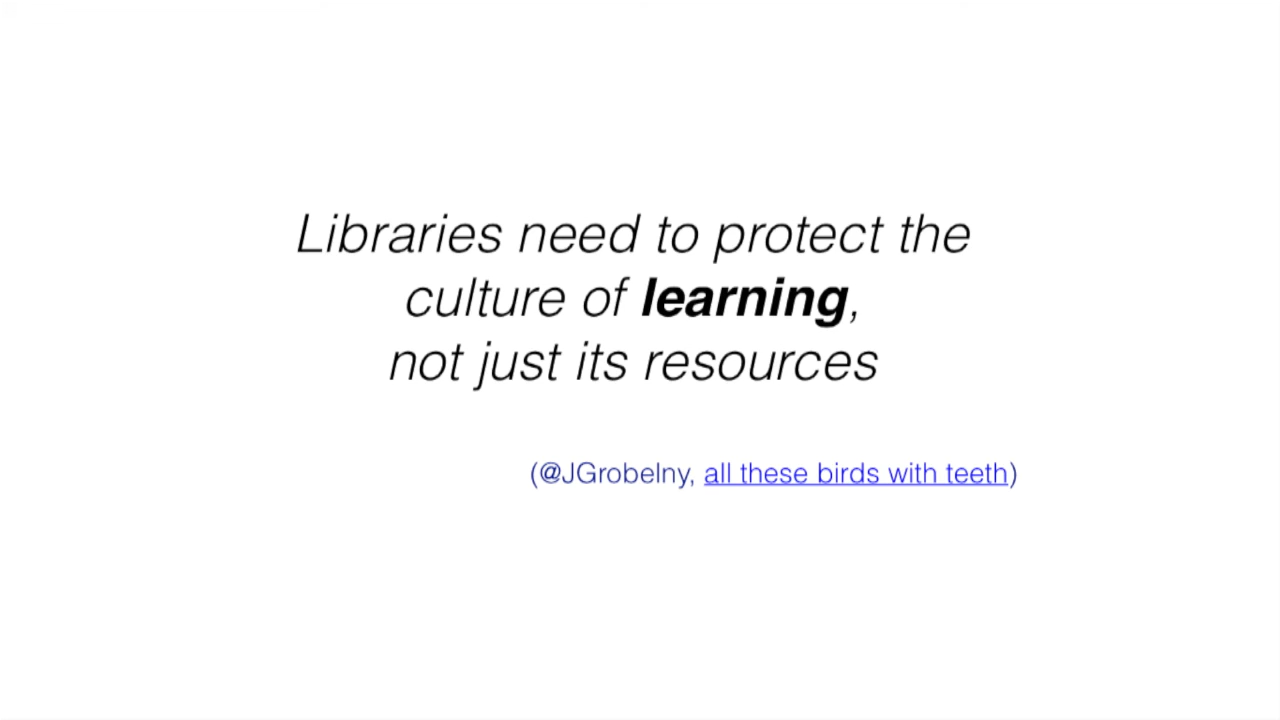 Libraries need to protect the
culture of learning,
not just its resources
(@JGrobelny, all these birds with teeth)